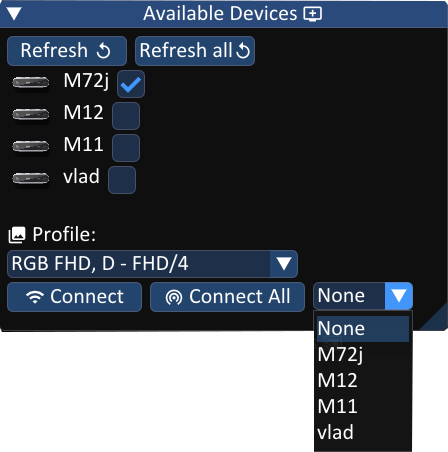 Available Devices
Refresh Refresh all
M72j
M12
M11
vlad
Profile:
RGB FHD, D - FHD/4
Connect Connect All None
None
M72j
M12
M11
vlad